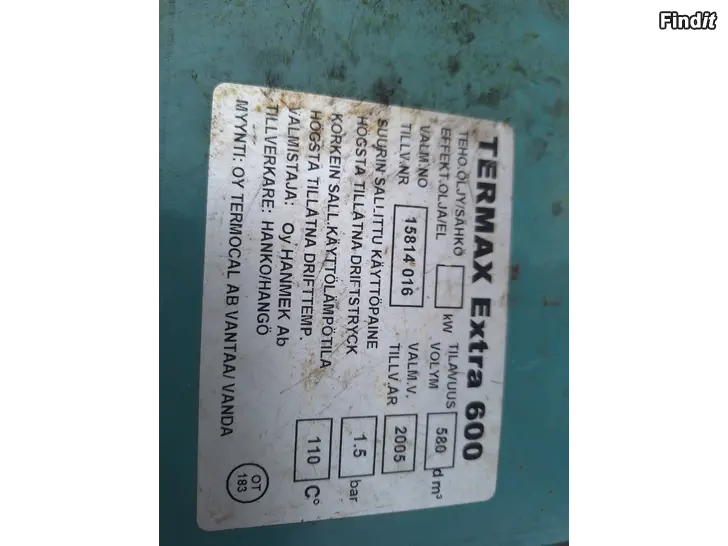 Findit
TERMAX Extra 600
TEHO.ÖLJY/SÄHKÖ kW TILAVUUS 580 d m³
EFFEKT.OLJA/EL VOLYM
VALM.NO 15814 016 VALM.V. 2005
TILLV.NR TILLV.ÅR
SUURIN SALLITTU KÄYTTÖPAINE 1.5 bar
HÖGSTA TILLÅTNA DRIFTSTRYCK
KORKEIN SALL.KÄYTTÖLÄMPÖTILA 110 C°
HÖGSTA TILLÅTNA DRIFTTEMP.
VALMISTAJA: Oy HANMEK Ab
TILLVERKARE: HANKO/HANGÖ
MYYNTI: OY TERMOCAL AB VANTAA/ VANDA
OT
183